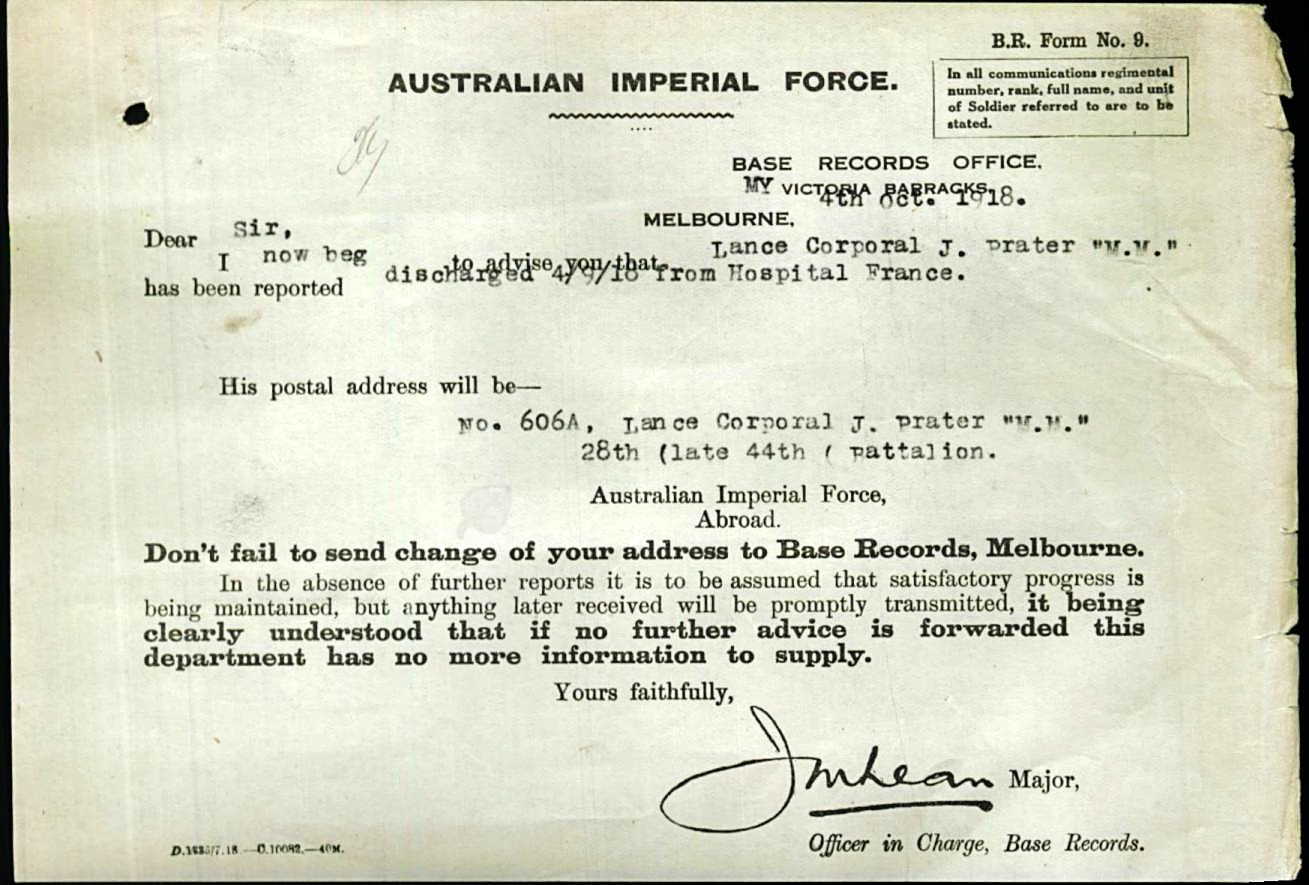 B.R. Form No. 9.
AUSTRALIAN IMPERIAL FORCE.
In all communications regimental
number, rank, full name, and unit
of Soldier referred to are to be
stated.
BASE RECORDS OFFICE,
MY VICTORIA BARRACKS,
4th Oct. 1918.
MELBOURNE,
Dear Sir,
I now beg to advise you that Lance Corporal J. Prater "M.M."
has been reported discharged 4/9/18 from Hospital France.
His postal address will be—
No. 606A, Lance Corporal J. Prater "M.M."
28th (late 44th ( Battalion.
Australian Imperial Force,
Abroad.
Don't fail to send change of your address to Base Records, Melbourne.
In the absence of further reports it is to be assumed that satisfactory progress is
being maintained, but anything later received will be promptly transmitted, it being
clearly understood that if no further advice is forwarded this
department has no more information to supply.
Yours faithfully,
JMLean Major,
Officer in Charge, Base Records.